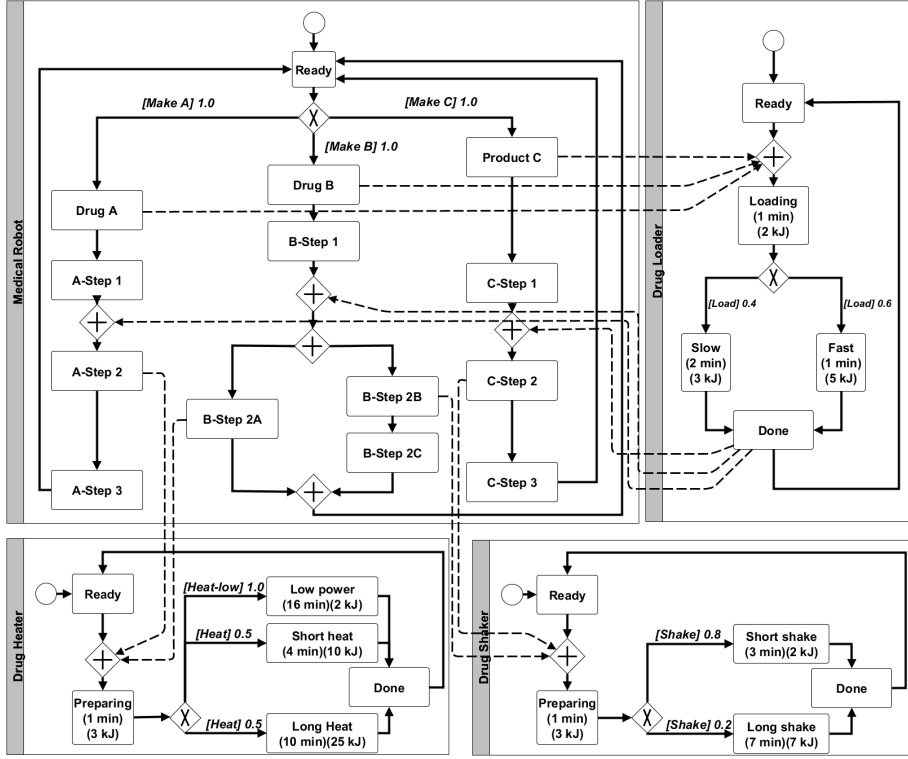 Medical Robot
Ready
[Make A] 1.0
[Make C] 1.0
[Make B] 1.0
Product C
Drug B
Drug A
B-Step 1
A-Step 1
C-Step 1
A-Step 2
C-Step 2
B-Step 2B
B-Step 2A
B-Step 2C
C-Step 3
A-Step 3
Drug Loader
Ready
Loading
(1 min)
(2 kJ)
[Load] 0.4
[Load] 0.6
Slow
(2 min)
(3 kJ)
Fast
(1 min)
(5 kJ)
Done
Drug Heater
Ready
[Heat-low] 1.0
Low power
(16 min)(2 kJ)
[Heat] 0.5
Short heat
(4 min)(10 kJ)
Done
Preparing
(1 min)
(3 kJ)
[Heat] 0.5
Long Heat
(10 min)(25 kJ)
Drug Shaker
Ready
[Shake] 0.8
Short shake
(3 min)(2 kJ)
Done
Preparing
(1 min)
(3 kJ)
[Shake] 0.2
Long shake
(7 min)(7 kJ)